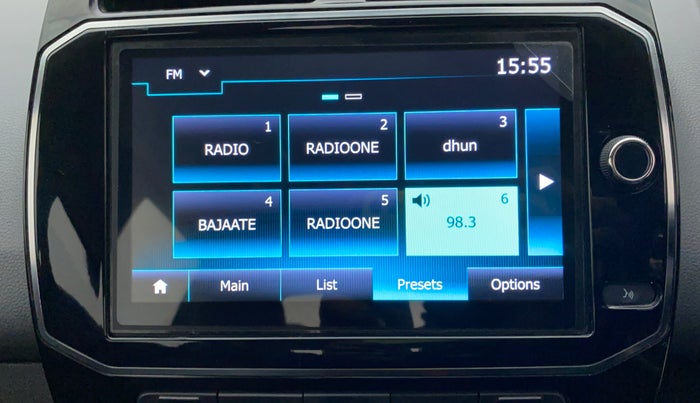 FM
15:55
1
RADIO
2
RADIOONE
3
dhun
4
BAJAATE
5
RADIOONE
6
98.3
Main
List
Presets
Options